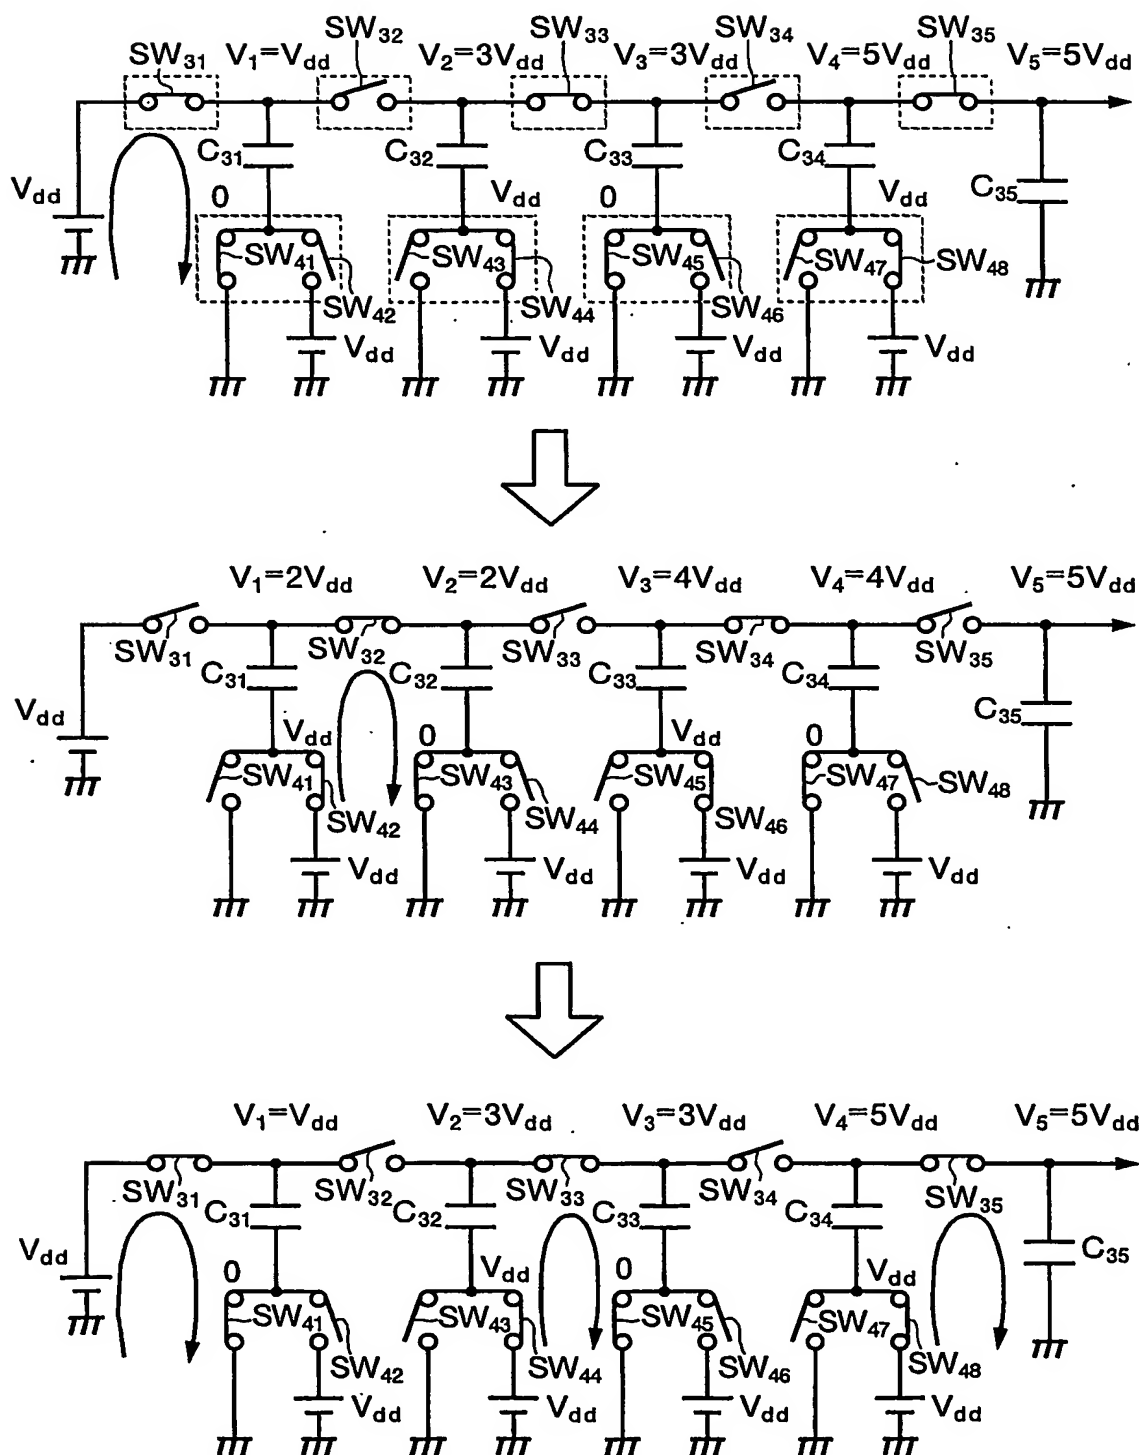 SW32 SW33 SW34 SW35
SW31 V1=Vdd V2=3Vdd V3=3Vdd V4=5Vdd V5=5Vdd
C31 C32 C33 C34
Vdd 0 Vdd 0 Vdd C35
SW41 SW43 SW45 SW47 SW48
SW42 SW44 SW46
Vdd Vdd Vdd Vdd
V1=2Vdd V2=2Vdd V3=4Vdd V4=4Vdd V5=5Vdd
SW31 SW32 SW33 SW34 SW35
C31 C32 C33 C34
Vdd Vdd 0 Vdd 0 C35
SW41 SW43 SW45 SW47 SW48
SW42 SW44 SW46
Vdd Vdd Vdd Vdd
V1=Vdd V2=3Vdd V3=3Vdd V4=5Vdd V5=5Vdd
SW31 SW32 SW33 SW34 SW35
C31 C32 C33 C34
Vdd 0 Vdd 0 Vdd C35
SW41 SW43 SW45 SW47
SW42 SW44 SW46 SW48
Vdd Vdd Vdd Vdd